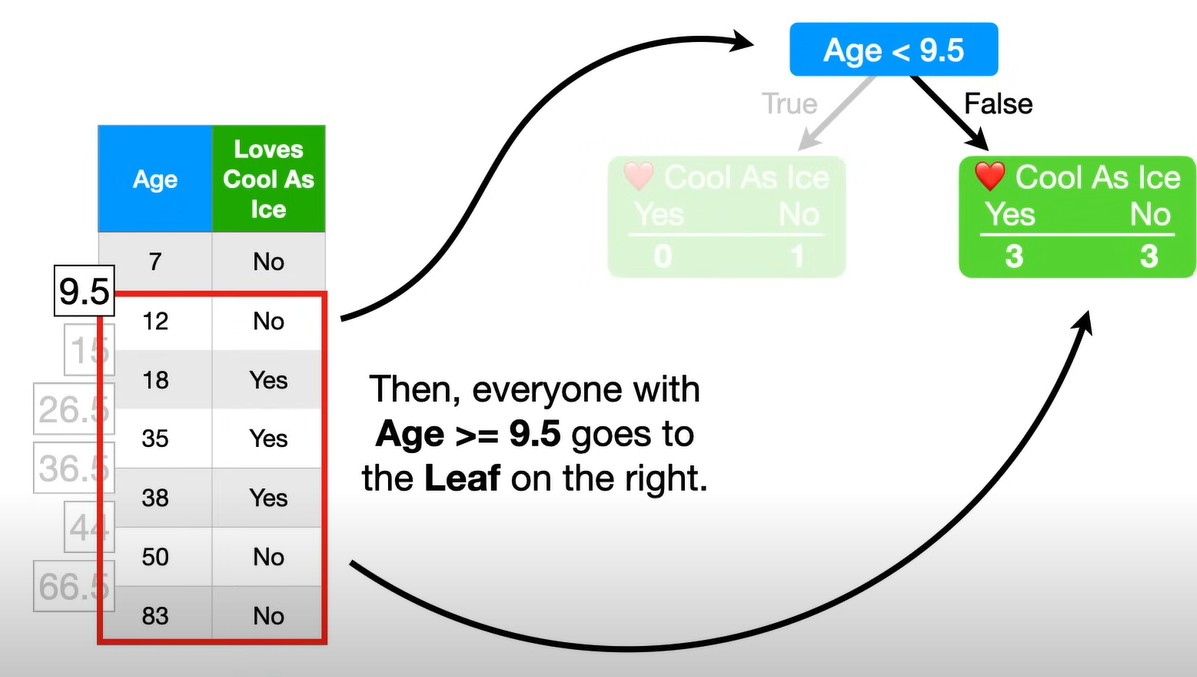 Age < 9.5
True
False
❤️ Cool As Ice
Yes No
0 1
❤️ Cool As Ice
Yes No
3 3
Age
Loves
Cool As
Ice
7 No
9.5
12 No
15
18 Yes
26.5
35 Yes
36.5
38 Yes
44
50 No
66.5
83 No
Then, everyone with
Age >= 9.5 goes to
the Leaf on the right.